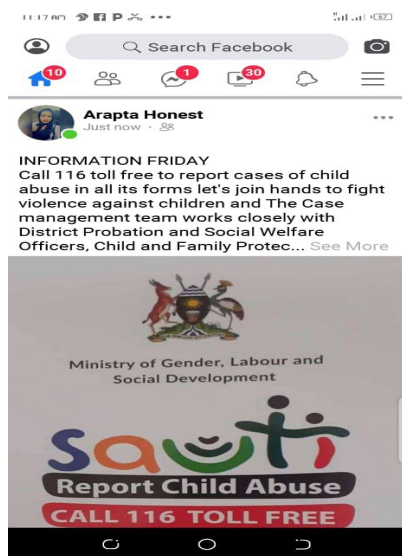 11:17 AM
67
Search Facebook
10
1
30
Arapta Honest
Just now
INFORMATION FRIDAY
Call 116 toll free to report cases of child
abuse in all its forms let's join hands to fight
violence against children and The Case
management team works closely with
District Probation and Social Welfare
Officers, Child and Family Protec... See More
Ministry of Gender, Labour and
Social Development
sauti
Report Child Abuse
CALL 116 TOLL FREE